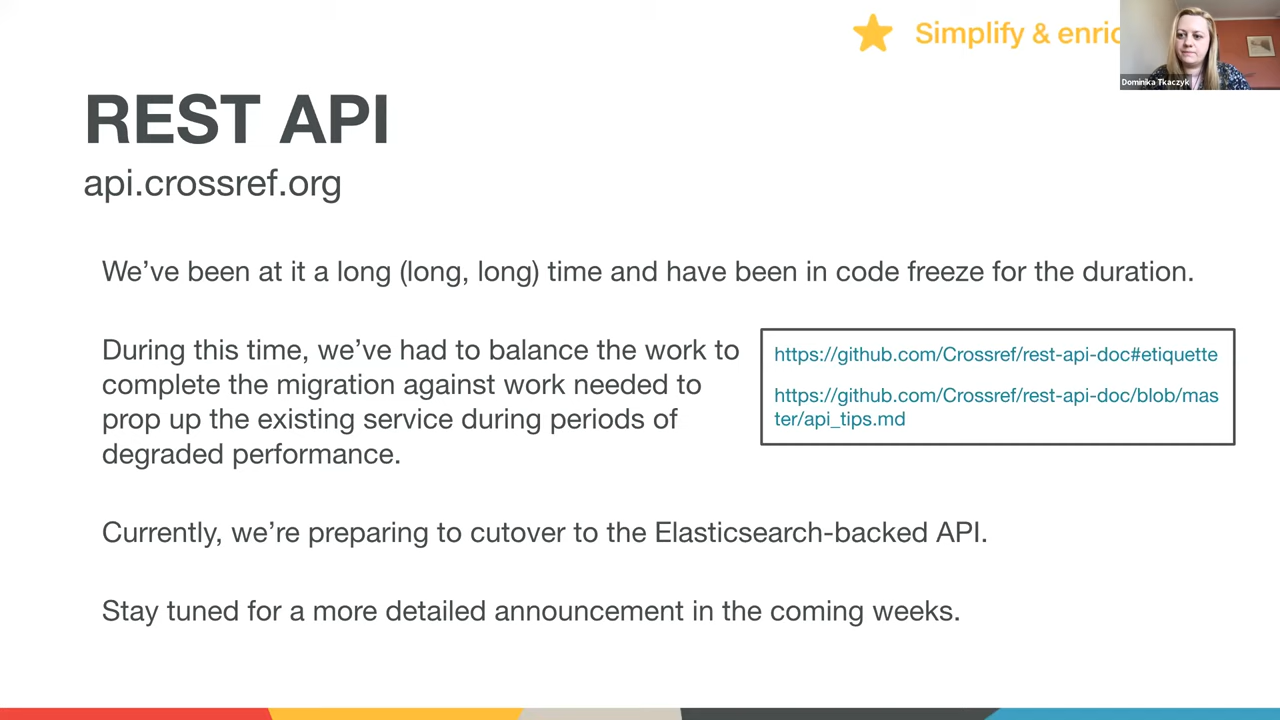 Simplify & enric
Dominika Tkaczyk
REST API
api.crossref.org
We’ve been at it a long (long, long) time and have been in code freeze for the duration.
During this time, we’ve had to balance the work to
complete the migration against work needed to
prop up the existing service during periods of
degraded performance.
https://github.com/Crossref/rest-api-doc#etiquette
https://github.com/Crossref/rest-api-doc/blob/mas
ter/api_tips.md
Currently, we’re preparing to cutover to the Elasticsearch-backed API.
Stay tuned for a more detailed announcement in the coming weeks.